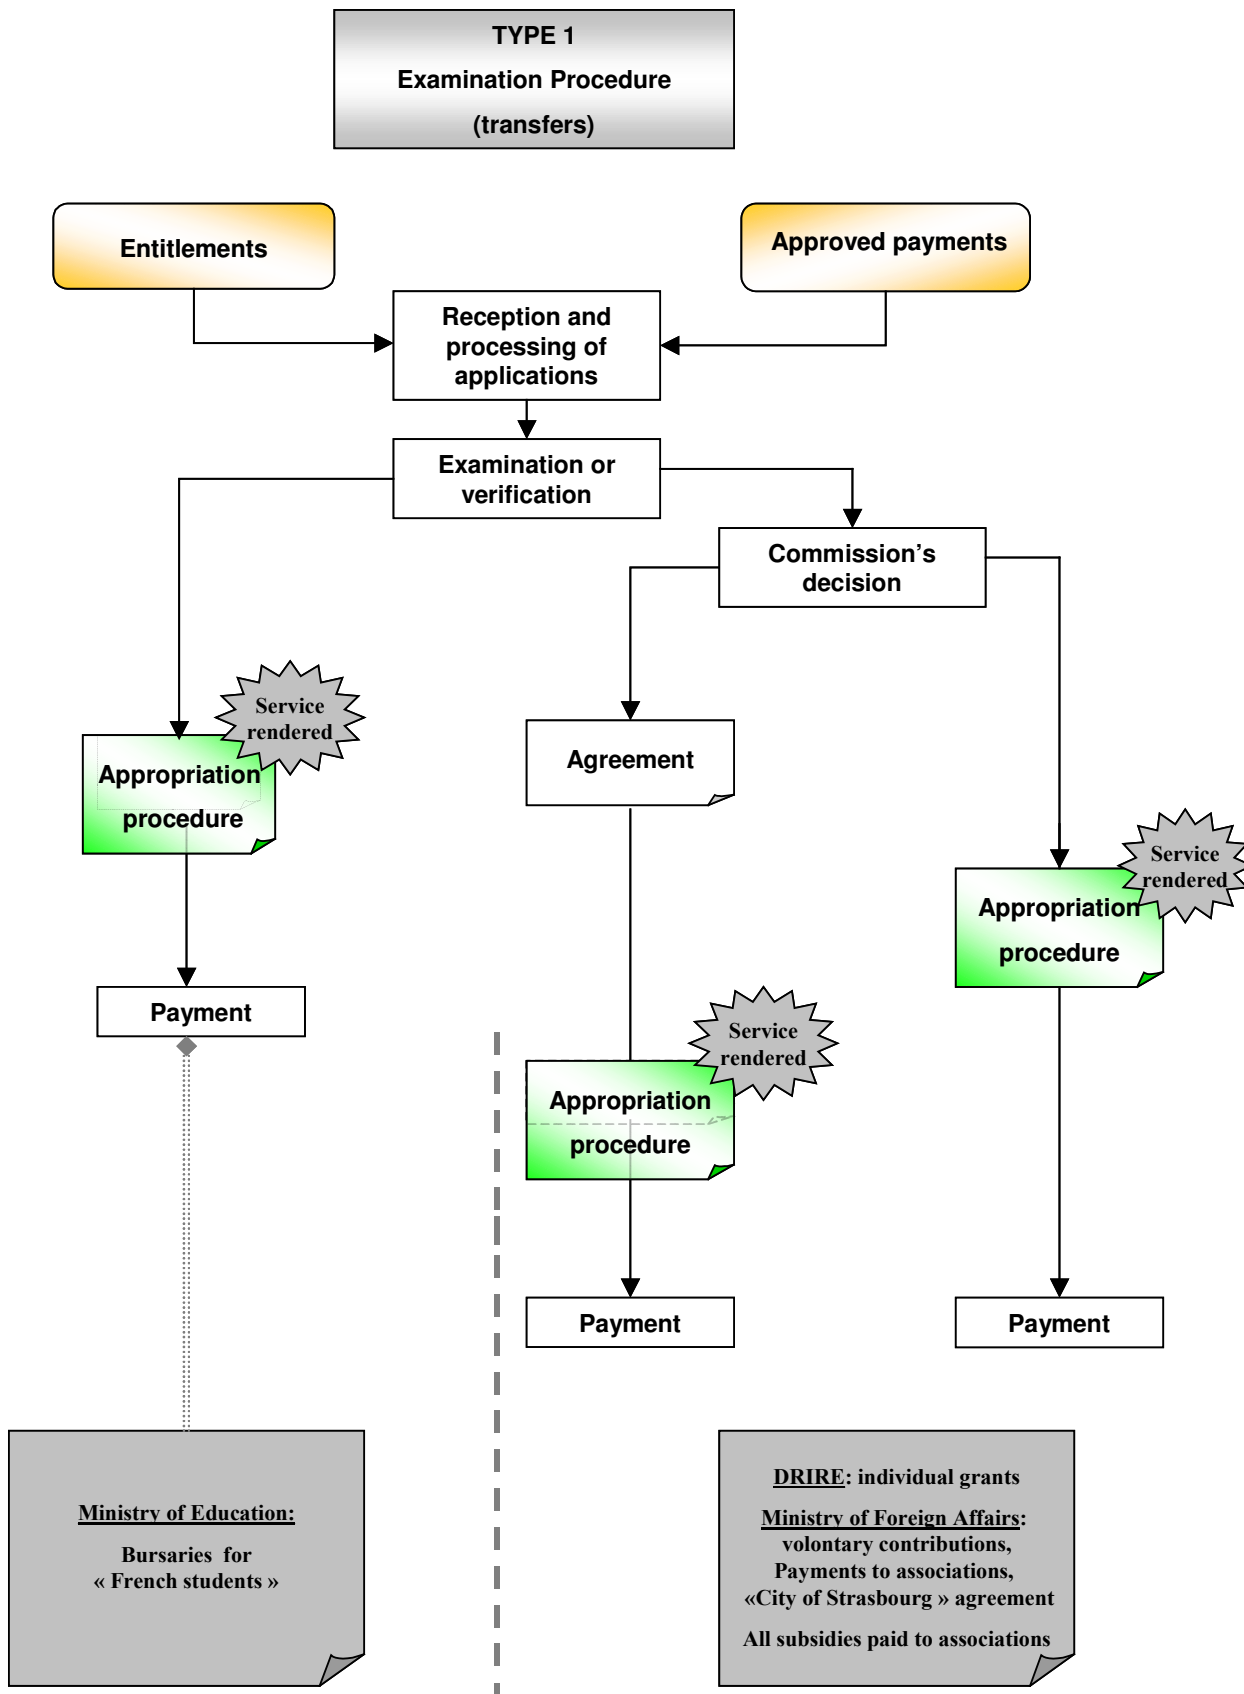 TYPE 1
Examination Procedure
(transfers)
Entitlements
Approved payments
Reception and
processing of
applications
Examination or
verification
Commission’s
decision
Service
rendered
Appropriation
procedure
Agreement
Service
rendered
Appropriation
procedure
Payment
Service
rendered
Appropriation
procedure
Payment
Payment
Ministry of Education:
Bursaries for
« French students »
DRIRE: individual grants
Ministry of Foreign Affairs:
volontary contributions,
Payments to associations,
«City of Strasbourg » agreement
All subsidies paid to associations